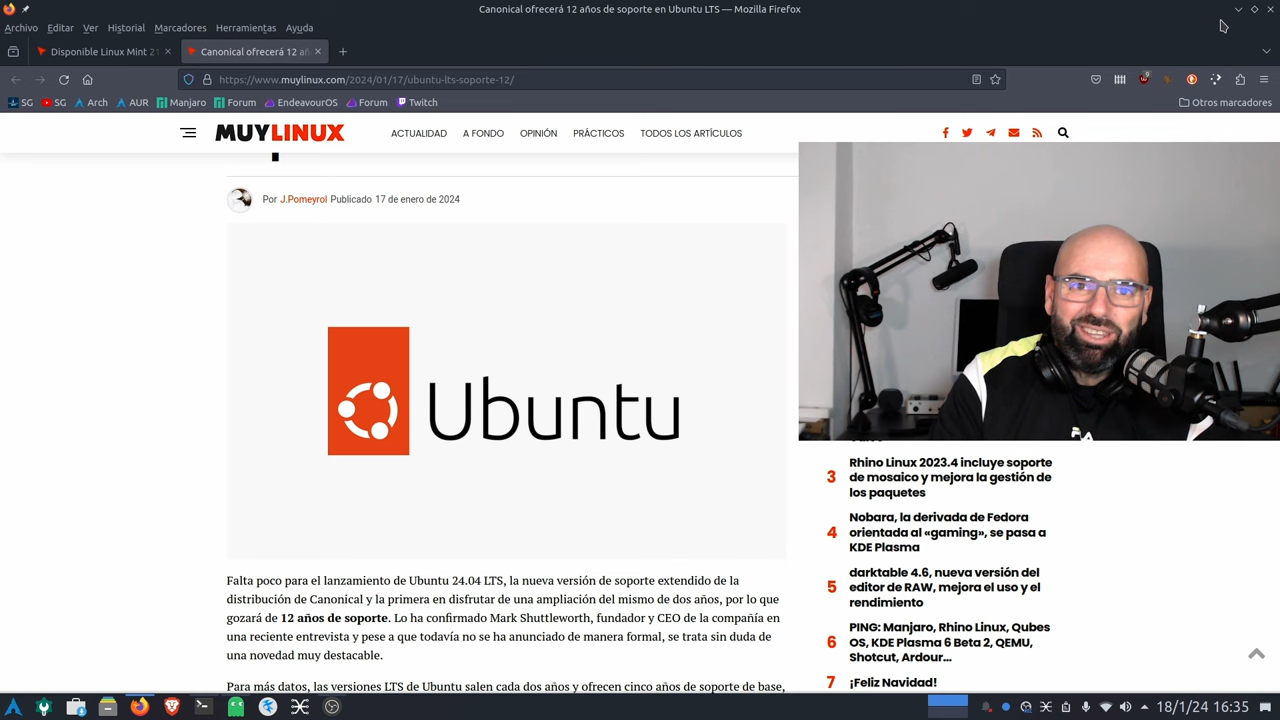 Canonical ofrecerá 12 años de soporte en Ubuntu LTS — Mozilla Firefox
Archivo Editar Ver Historial Marcadores Herramientas Ayuda
Disponible Linux Mint 21
Canonical ofrecerá 12 añ
https://www.muylinux.com/2024/01/17/ubuntu-lts-soporte-12/
SG SG Arch AUR Manjaro Forum EndeavourOS Forum Twitch Otros marcadores
MUYLINUX ACTUALIDAD A FONDO OPINIÓN PRÁCTICOS TODOS LOS ARTÍCULOS
Por J.Pomeyrol Publicado 17 de enero de 2024
Ubuntu
Falta poco para el lanzamiento de Ubuntu 24.04 LTS, la nueva versión de soporte extendido de la
distribución de Canonical y la primera en disfrutar de una ampliación del mismo de dos años, por lo que
gozará de 12 años de soporte. Lo ha confirmado Mark Shuttleworth, fundador y CEO de la compañía en
una reciente entrevista y pese a que todavía no se ha anunciado de manera formal, se trata sin duda de
una novedad muy destacable.
Para más datos, las versiones LTS de Ubuntu salen cada dos años y ofrecen cinco años de soporte de base,
3 Rhino Linux 2023.4 incluye soporte
de mosaico y mejora la gestión de
los paquetes
4 Nobara, la derivada de Fedora
orientada al «gaming», se pasa a
KDE Plasma
5 darktable 4.6, nueva versión del
editor de RAW, mejora el uso y el
rendimiento
6 PING: Manjaro, Rhino Linux, Qubes
OS, KDE Plasma 6 Beta 2, QEMU,
Shotcut, Ardour...
7 ¡Feliz Navidad!
18/1/24 16:35